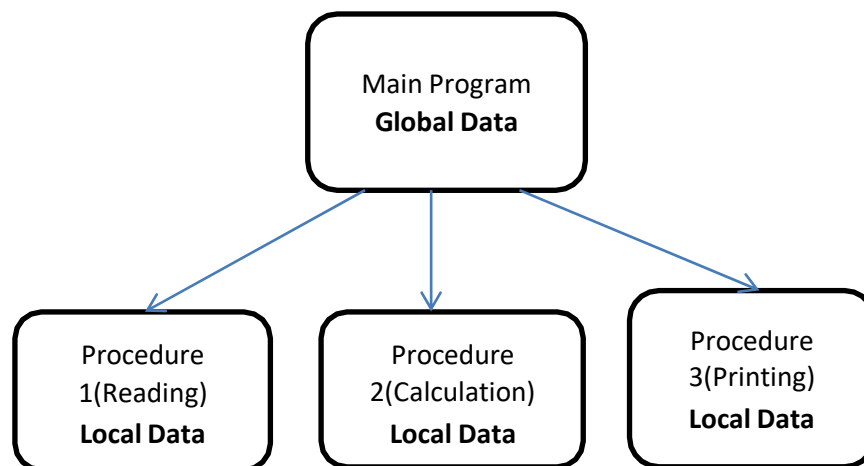 Main Program
Global Data
Procedure
1(Reading)
Local Data
Procedure
2(Calculation)
Local Data
Procedure
3(Printing)
Local Data